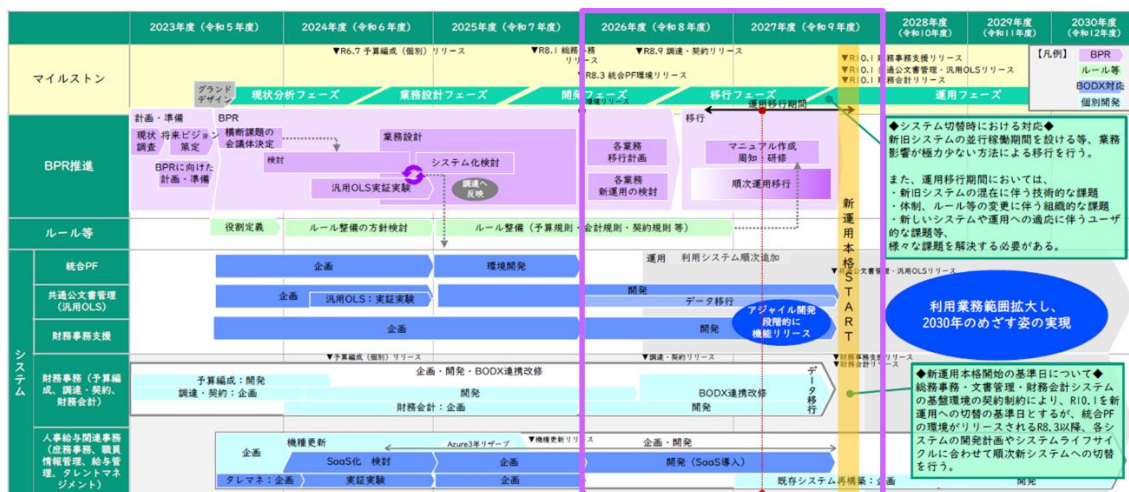 2023年度(令和5年度)
2024年度(令和6年度)
2025年度(令和7年度)
2026年度(令和8年度)
2027年度(令和9年度)
2028年度
(令和10年度)
2029年度
(令和11年度)
2030年度
(令和12年度)
マイルストン
▼R6.7 予算編成(個別)リリース
▼R8.3 統合PF環境リリース
▼R8.9 調達・契約リリース
▼R10.1 財務事務支援リリース
▼R10.1 共通公文書管理・汎用OLSリリース
▼R10.1 財務会計リリース
【凡例】
BPR
ルール等
BODX対応
個別開発
グランド
デザイン
現状分析フェーズ
業務設計フェーズ
開発フェーズ
移行フェーズ
運用移行期間
運用フェーズ
BPR推進
計画・準備
現状
調査
将来ビジョン
策定
BPRに向けた
計画・準備
BPR
横断課題の
会議体決定
検討
汎用OLS実証実験
業務設計
システム化検討
調達へ
反映
各業務
移行計画
各業務
新運用の検討
移行
マニュアル作成
周知・研修
順次運用移行
新運用本格START
◆システム切替時における対応◆
新旧システムの並行稼働期間を設ける等、業務
影響が極力少ない方法による移行を行う。
また、運用移行期間においては、
・新旧システムの混在に伴う技術的な課題
・体制、ルール等の変更に伴う組織的な課題
・新しいシステムや運用への適応に伴うユーザ
的な課題等、
様々な課題を解決する必要がある。
ルール等
役割定義
ルール整備の方針検討
ルール整備(予算規則・会計規則・契約規則 等)
システム
統合PF
企画
環境開発
運用
利用システム順次追加
共通公文書管理
(汎用OLS)
企画
汎用OLS:実証実験
開発
データ移行
財務事務支援
企画
開発
アジャイル開発
段階的に
機能リリース
利用業務範囲拡大し、
2030年のめざす姿の実現
財務事務(予算編
成、調達・契約、
財務会計)
▼予算編成(個別)リリース
▼調達・契約リリース
▼財務事務支援リリース
▼財務会計リリース
企画・開発・BODX連携改修
予算編成:開発
調達・契約:企画
開発
BODX連携改修
財務会計:企画
開発
データ移行
◆新運用本格開始の基準日について◆
総務事務・文書管理・財務会計システム
の基盤環境の契約制約により、R10.1を
新運用への切替の基準日とするが、統合PF
の環境がリリースされるR8.3以降、各シ
ステムの開発計画やシステムライフサイ
クルに合わせて順次新システムへの切替
を行う。
人事給与関連事務
(庶務事務、職員
情報管理、給与管
理、タレントマネ
ジメント)
企画
機種更新
Azure3年リザーブ
▼機種更新リリース
企画・開発
SaaS化 検討
企画
開発(SaaS導入)
タレマネ:企画
実証実験
企画
既存システム再構築:企画
開発